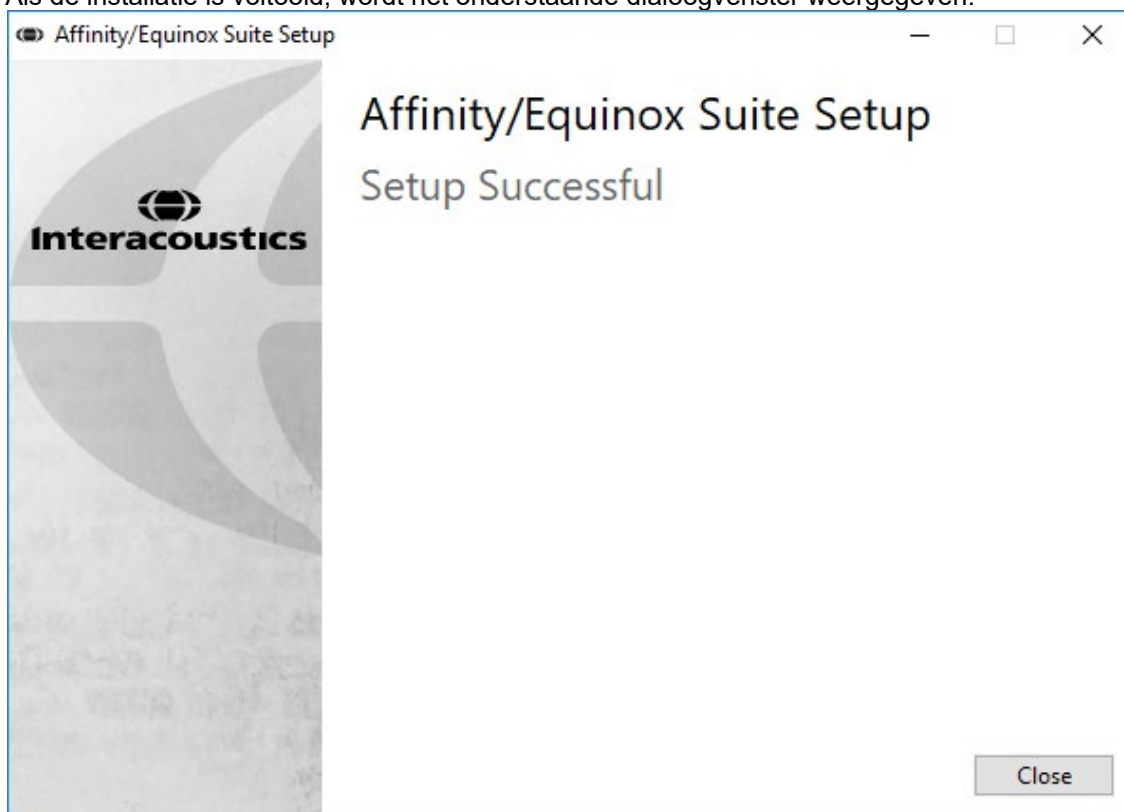 Als de installatie is voltooid, wordt het onderstaande dialoogvenster weergegeven.
Affinity/Equinox Suite Setup
Affinity/Equinox Suite Setup
Setup Successful
Interacoustics
Close